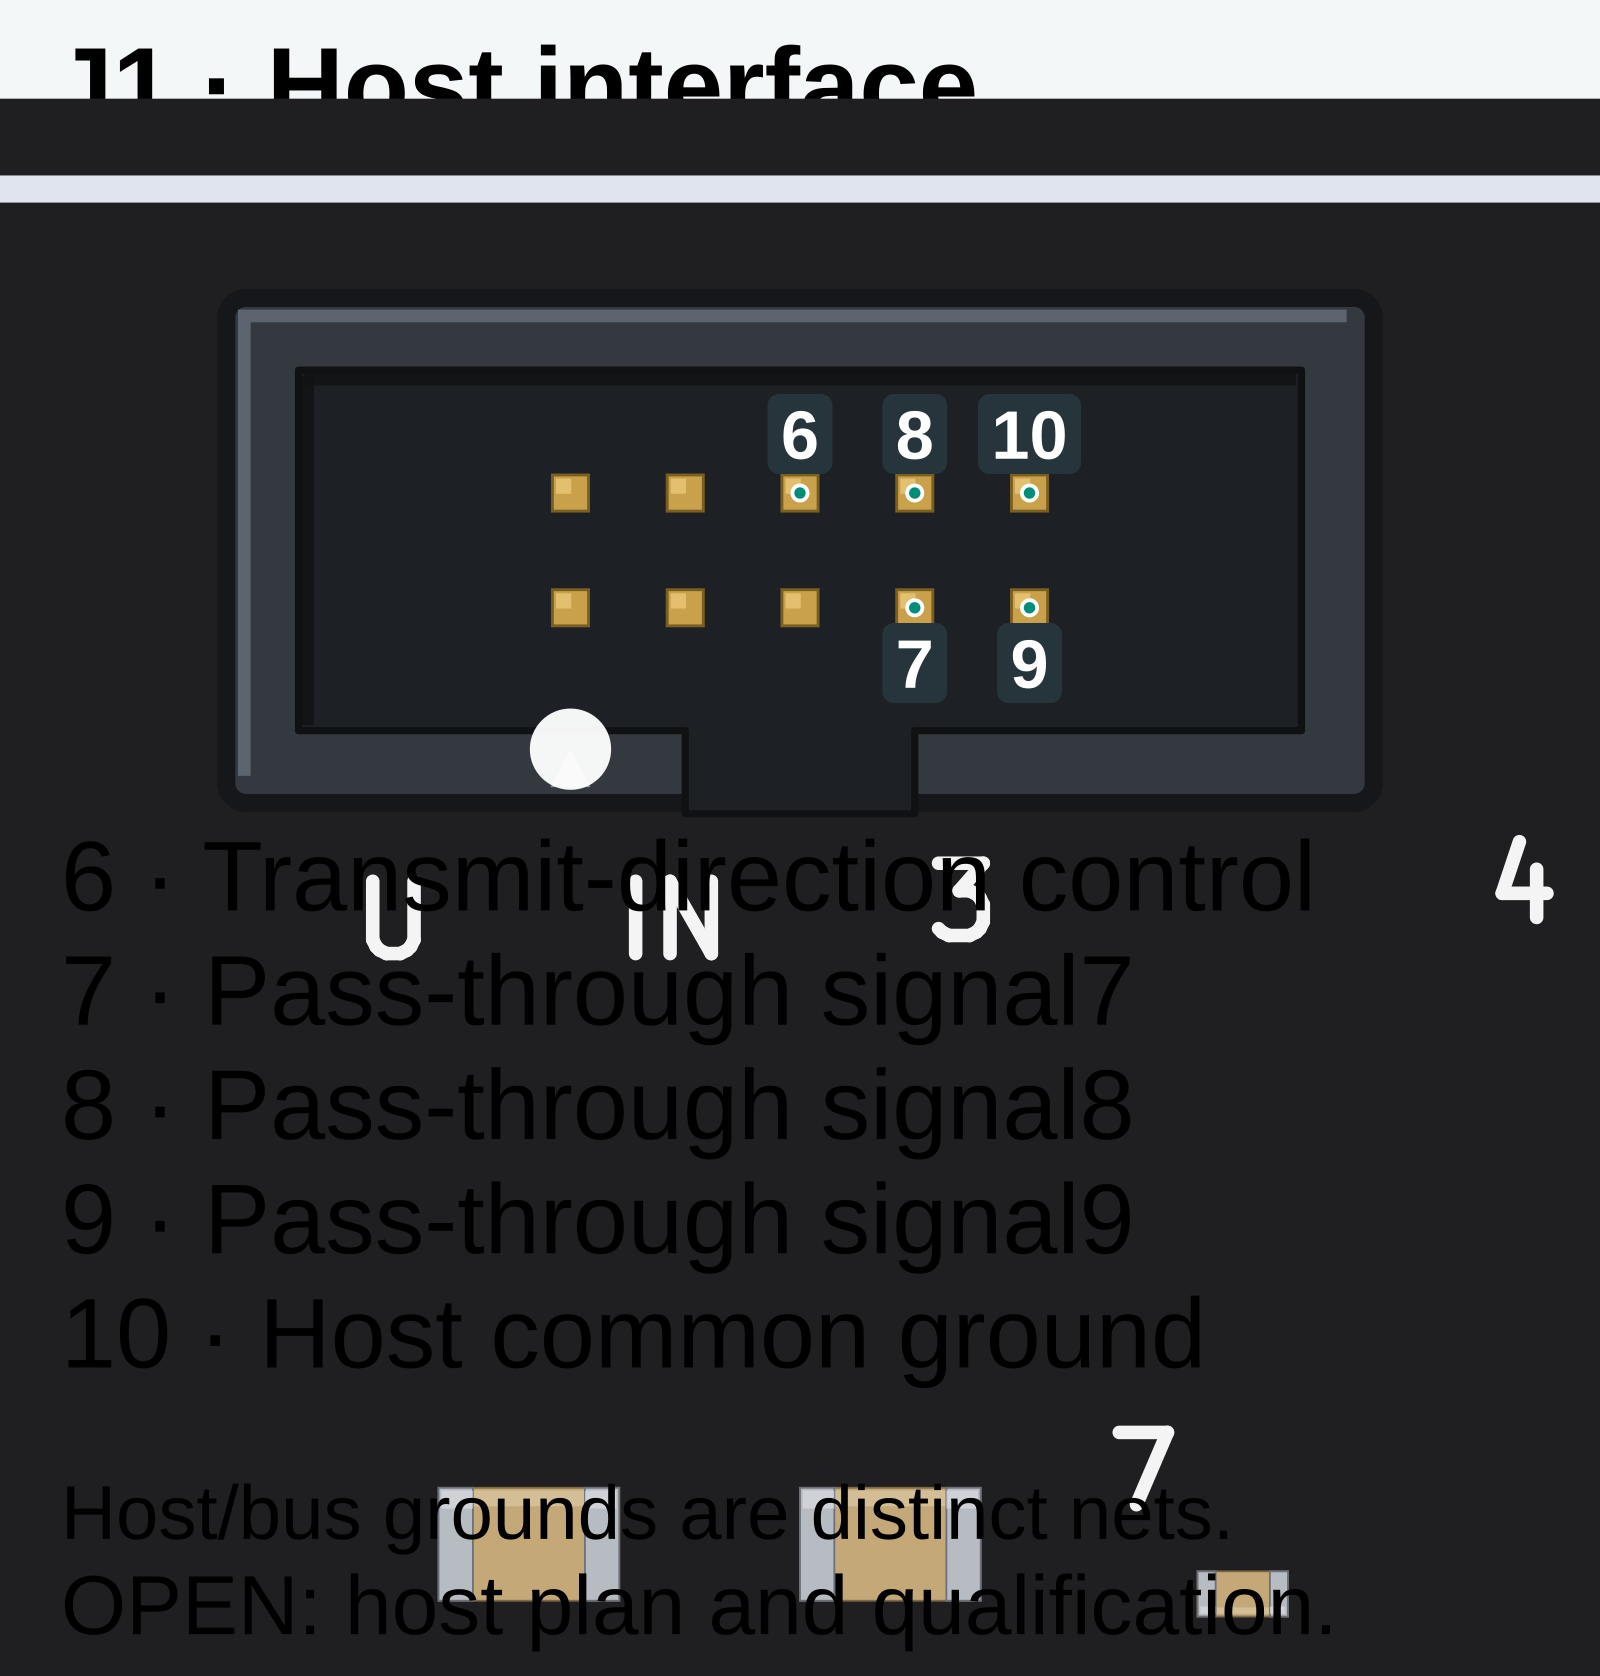 J1 · Host interface
6 8 10
7 9
6 · Transmit-direction control
U IN 3 4
7 · Pass-through signal7
8 · Pass-through signal8
9 · Pass-through signal9
10 · Host common ground
7
Host/bus grounds are distinct nets.
OPEN: host plan and qualification.